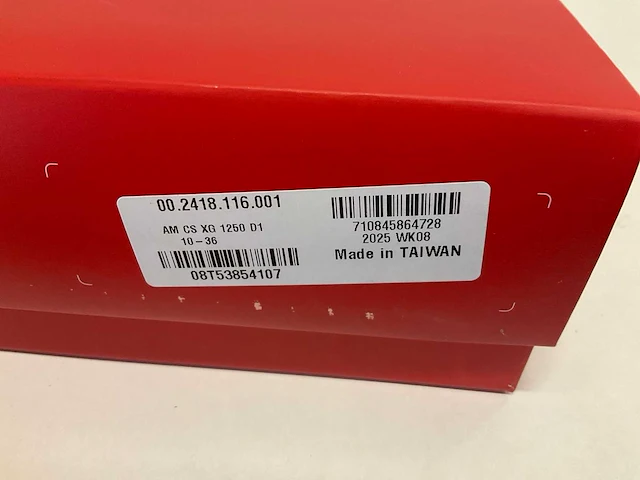 00.2418.116.001
AM CS XG 1250 D1
10-36
08T53854107
710845864728
2025 WK08
Made in TAIWAN